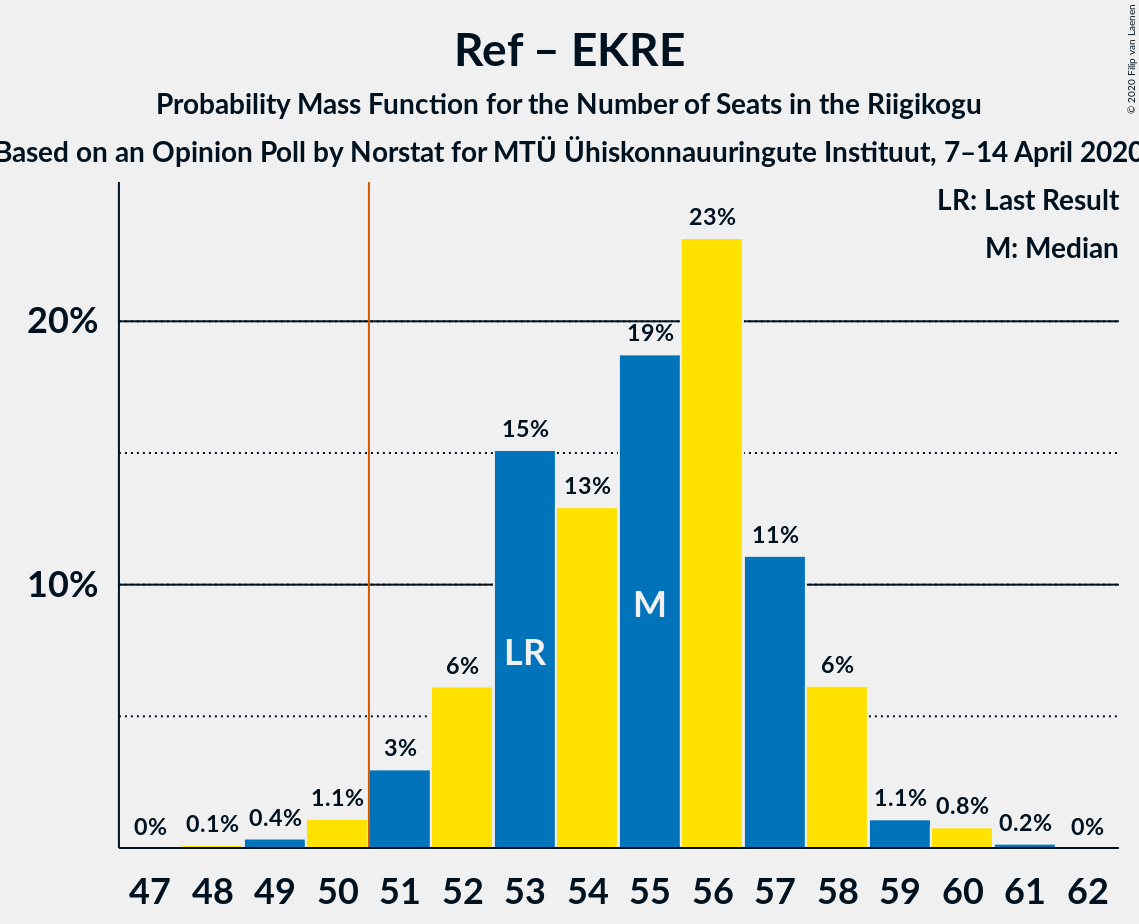 Ref – EKRE
Probability Mass Function for the Number of Seats in the Riigikogu
Based on an Opinion Poll by Norstat for MTÜ Ühiskonnauuringute Instituut, 7–14 April 2020
© 2020 Filip van Laenen
LR: Last Result
M: Median
23%
20%
19%
15%
13%
11%
10%
M
LR
6%
6%
3%
1.1%
1.1%
0.8%
0%
0.1%
0.4%
0.2%
0%
47 48 49 50 51 52 53 54 55 56 57 58 59 60 61 62